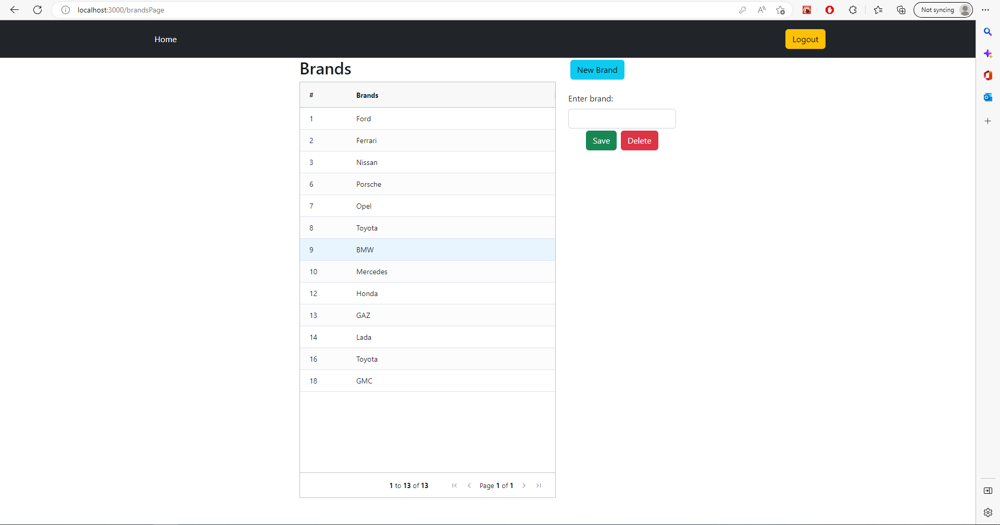 localhost:3000/brandsPage
Not syncing
Home
Logout
Brands
New Brand
# Brands
Enter brand:
1 Ford
Save Delete
2 Ferrari
3 Nissan
6 Porsche
7 Opel
8 Toyota
9 BMW
10 Mercedes
12 Honda
13 GAZ
14 Lada
16 Toyota
18 GMC
1 to 13 of 13 Page 1 of 1